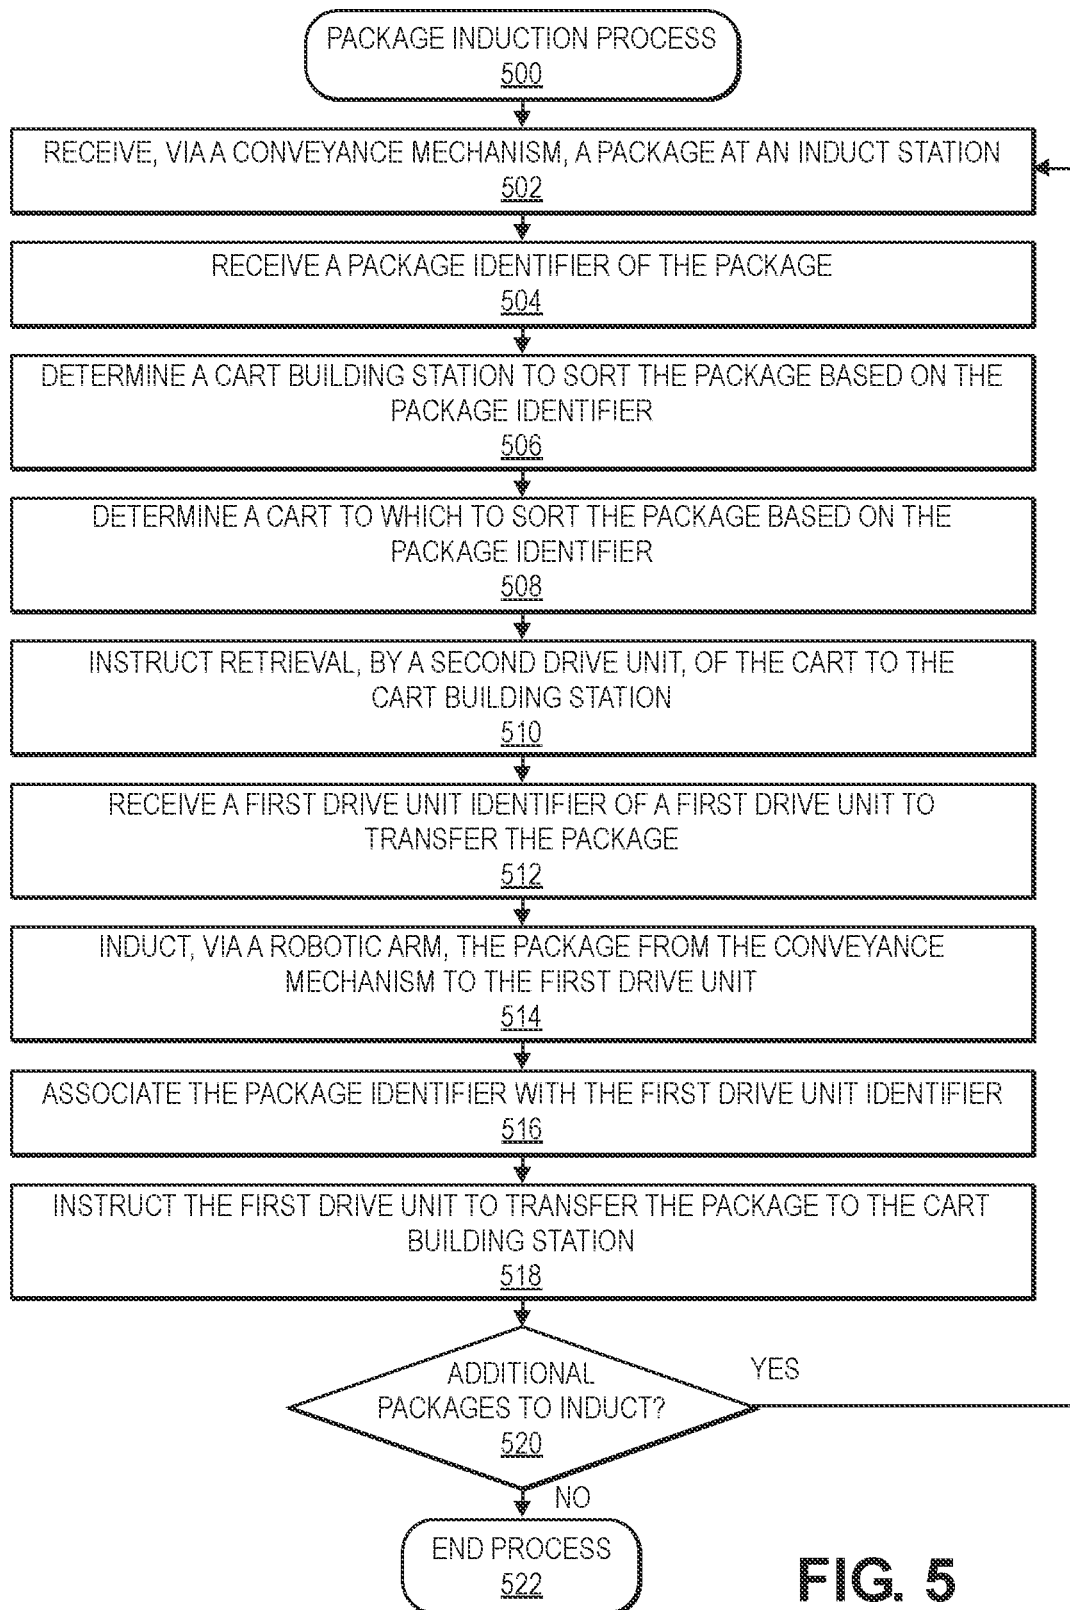 PACKAGE INDUCTION PROCESS
500
RECEIVE, VIA A CONVEYANCE MECHANISM, A PACKAGE AT AN INDUCT STATION
502
RECEIVE A PACKAGE IDENTIFIER OF THE PACKAGE
504
DETERMINE A CART BUILDING STATION TO SORT THE PACKAGE BASED ON THE
PACKAGE IDENTIFIER
506
DETERMINE A CART TO WHICH TO SORT THE PACKAGE BASED ON THE
PACKAGE IDENTIFIER
508
INSTRUCT RETRIEVAL, BY A SECOND DRIVE UNIT, OF THE CART TO THE
CART BUILDING STATION
510
RECEIVE A FIRST DRIVE UNIT IDENTIFIER OF A FIRST DRIVE UNIT TO
TRANSFER THE PACKAGE
512
INDUCT, VIA A ROBOTIC ARM, THE PACKAGE FROM THE CONVEYANCE
MECHANISM TO THE FIRST DRIVE UNIT
514
ASSOCIATE THE PACKAGE IDENTIFIER WITH THE FIRST DRIVE UNIT IDENTIFIER
516
INSTRUCT THE FIRST DRIVE UNIT TO TRANSFER THE PACKAGE TO THE CART
BUILDING STATION
518
ADDITIONAL
PACKAGES TO INDUCT?
520
YES
NO
END PROCESS
522
FIG. 5